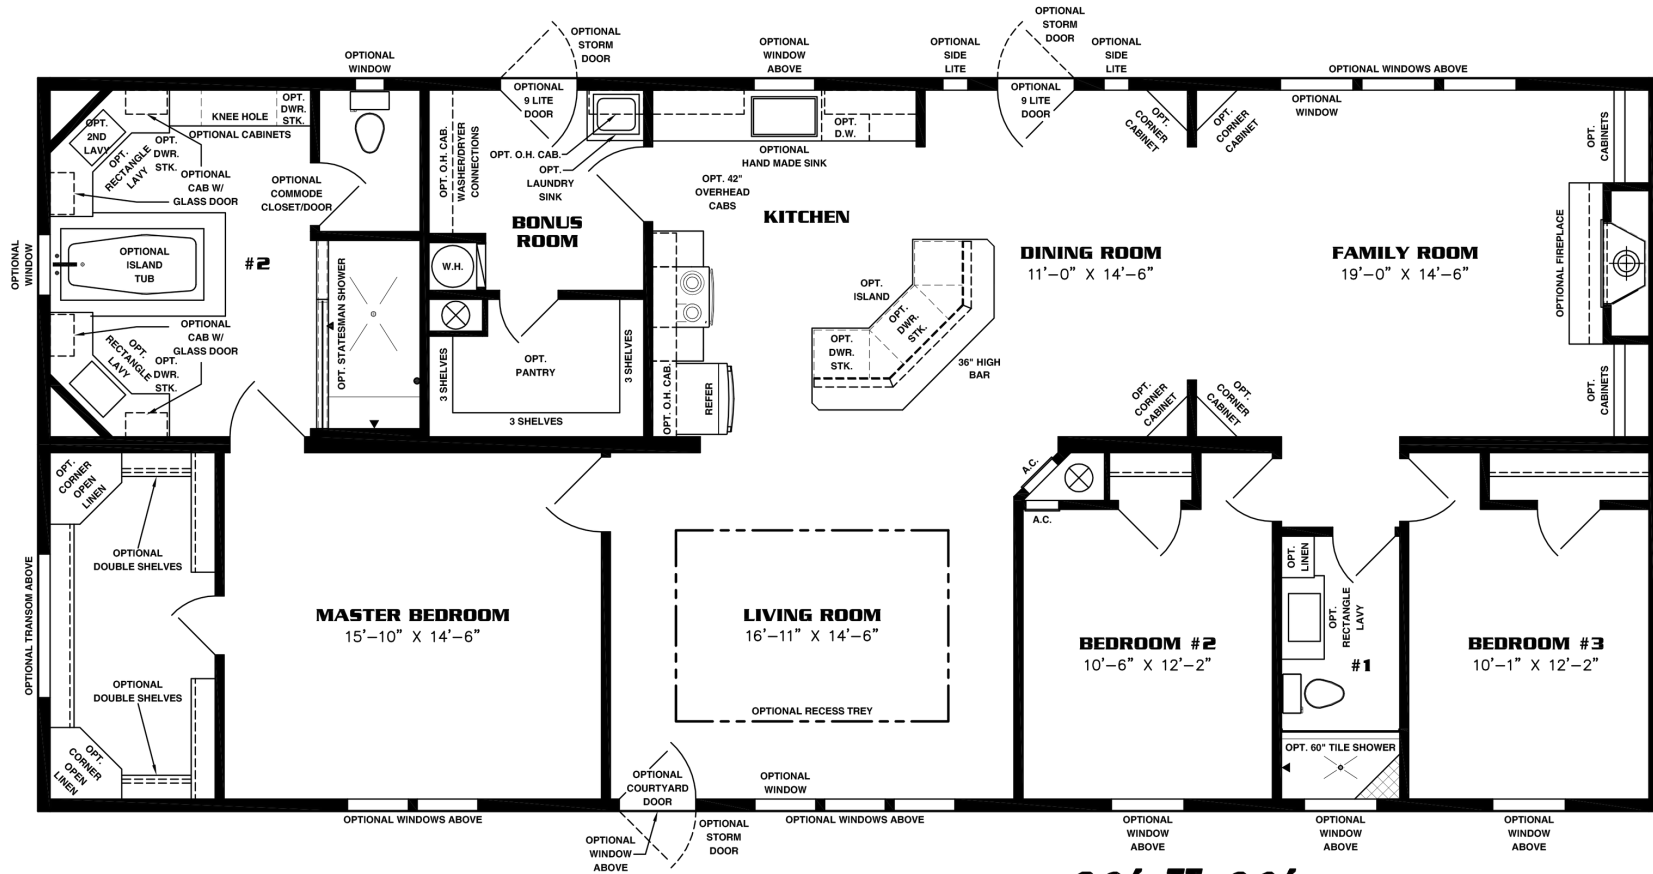 OPTIONAL
STORM
DOOR
OPTIONAL
WINDOW
OPTIONAL
WINDOW
ABOVE
OPTIONAL
SIDE
LITE
OPTIONAL
STORM
DOOR
OPTIONAL
SIDE
LITE
OPTIONAL WINDOWS ABOVE
OPTIONAL
WINDOW
OPT.
2ND
LAVY
OPT.
RECTANGLE
LAVY
OPT.
DWR.
STK.
KNEE HOLE
OPT.
DWR.
STK.
OPTIONAL CABINETS
OPTIONAL
CAB W/
GLASS DOOR
OPTIONAL
COMMODE
CLOSET/DOOR
OPTIONAL
9 LITE
DOOR
OPT. O.H. CAB.
WASHER/DRYER
CONNECTIONS
OPT. O.H. CAB.
OPT.
LAUNDRY
SINK
BONUS
ROOM
OPT.
D.W.
OPTIONAL
HAND MADE SINK
OPT. 42"
OVERHEAD
CABS
KITCHEN
OPTIONAL
9 LITE
DOOR
OPT.
CORNER
CABINET
OPT.
CORNER
CABINET
OPT.
CABINETS
OPTIONAL
WINDOW
OPTIONAL
ISLAND
TUB
#2
OPT. STATESMAN SHOWER
W.H.
DINING ROOM
11'-0" X 14'-6"
FAMILY ROOM
19'-0" X 14'-6"
OPTIONAL FIREPLACE
OPTIONAL
CAB W/
GLASS DOOR
OPT.
RECTANGLE
LAVY
OPT.
DWR.
STK.
3 SHELVES
OPT.
PANTRY
3 SHELVES
3 SHELVES
OPT. O.H. CAB.
REFER
OPT.
ISLAND
OPT.
DWR.
STK.
OPT.
DWR.
STK.
36" HIGH
BAR
OPT.
CORNER
CABINET
OPT.
CORNER
CABINET
OPT.
CABINETS
OPT.
CORNER
OPEN
LINEN
OPTIONAL
DOUBLE SHELVES
OPTIONAL TRANSOM ABOVE
OPTIONAL
DOUBLE SHELVES
OPT.
CORNER
OPEN
LINEN
MASTER BEDROOM
15'-10" X 14'-6"
LIVING ROOM
16'-11" X 14'-6"
OPTIONAL RECESS TREY
A.C.
A.C.
BEDROOM #2
10'-6" X 12'-2"
OPT.
LINEN
OPT.
RECTANGLE
LAVY
#1
OPT. 60" TILE SHOWER
BEDROOM #3
10'-1" X 12'-2"
OPTIONAL
COURTYARD
DOOR
OPTIONAL
WINDOW
OPTIONAL WINDOWS ABOVE
OPTIONAL
WINDOW
ABOVE
OPTIONAL
STORM
DOOR
OPTIONAL WINDOWS ABOVE
OPTIONAL
WINDOW
ABOVE
OPTIONAL
WINDOW
ABOVE
OPTIONAL
WINDOW
ABOVE